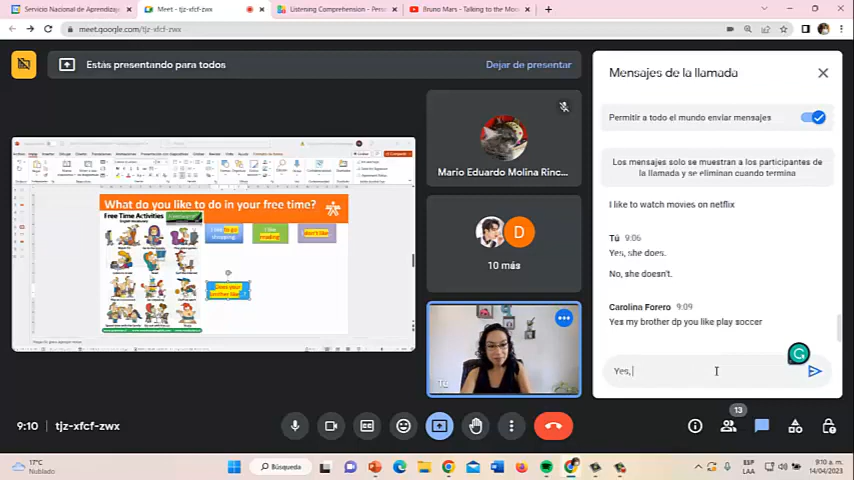 Servicio Nacional de Aprendizaje
Meet - tjz-xfcf-zwx
Listening Comprehension - Pers
Bruno Mars - Talking to the Moo
meet.google.com/tjz-xfcf-zwx
Estás presentando para todos
Dejar de presentar
What do you like to do in your free time?
Free Time Activities
I like to go
shopping.
I like
reading
don't like
Does your
brother like
Mario Eduardo Molina Rinc...
D
10 más
Tú
Mensajes de la llamada
Permitir a todo el mundo enviar mensajes
Los mensajes solo se muestran a los participantes de
la llamada y se eliminan cuando termina
I like to watch movies on netflix
Tú 9:06
Yes, she does.
No, she doesn't.
Carolina Forero 9:09
Yes my brother dp you like play soccer
Yes,
9:10 tjz-xfcf-zwx
13
17°C
Nublado
Búsqueda
ESP
LAA
9:10 a. m.
14/04/2023